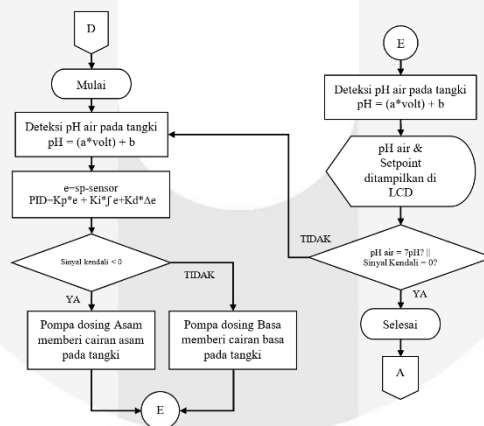 D
Mulai
Deteksi pH air pada tangki
pH = (a*volt) + b
e=sp-sensor
PID=Kp*e + Ki*∫ e+Kd*Δe
Sinyal kendali < 0
TIDAK
YA
Pompa dosing Asam
memberi cairan asam
pada tangki
Pompa dosing Basa
memberi cairan basa
pada tangki
E
E
Deteksi pH air pada tangki
pH = (a*volt) + b
pH air &
Setpoint
ditampilkan di
LCD
TIDAK
pH air = 7pH? ||
Sinyal Kendali = 0?
YA
Selesai
A